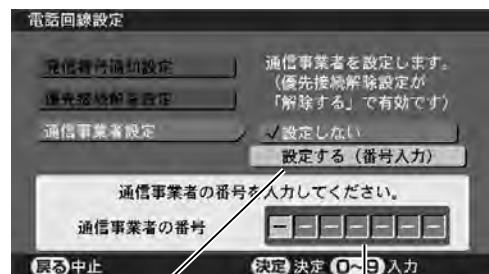 電話回線設定
発信番号通知設定
優先接続解除設定
通信事業者設定
通信事業者を設定します。
(優先接続解除設定が
「解除する」で有効です)
✓設定しない
設定する(番号入力)
通信事業者の番号を入力してください。
通信事業者の番号
- - - - - - -
戻る 中止
決定 決定 0~9 入力